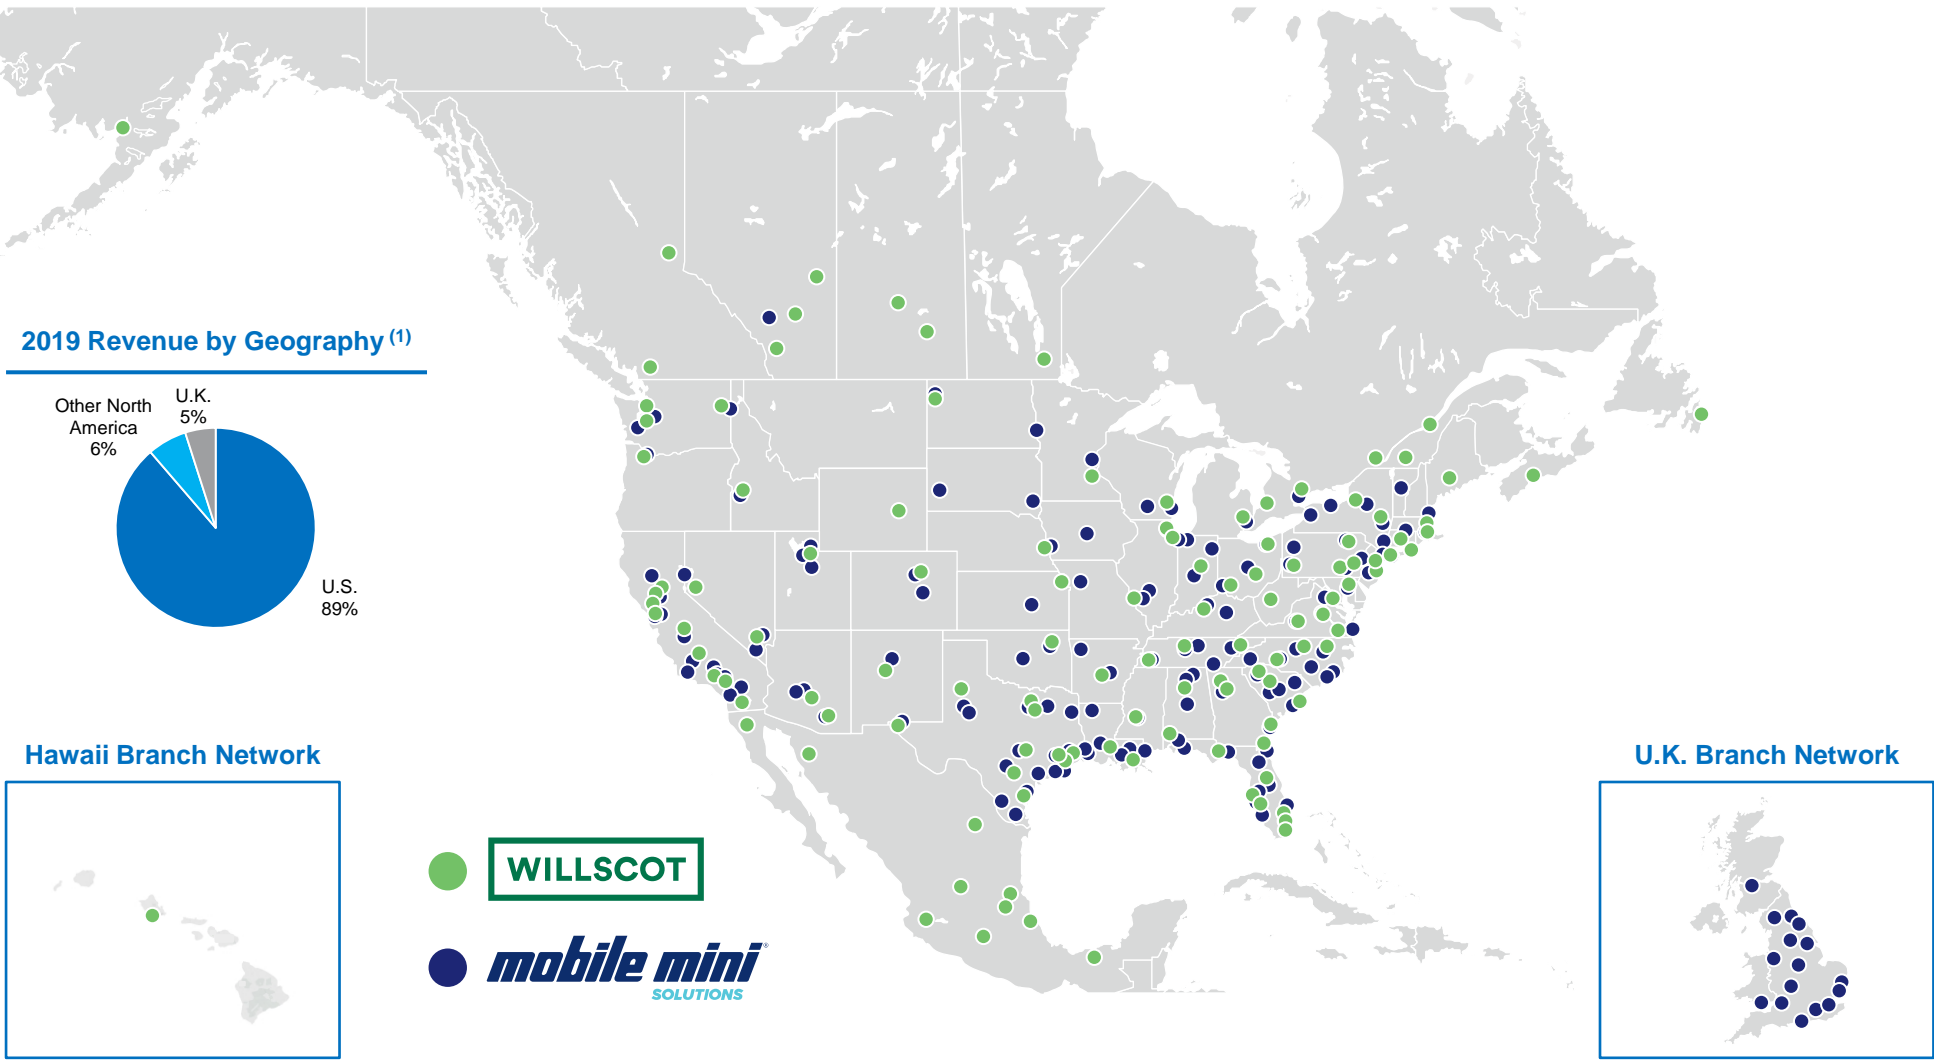 2019 Revenue by Geography (1)
Other North
America
6%
U.K.
5%
U.S.
89%
Hawaii Branch Network
WILLSCOT
mobile mini®
SOLUTIONS
U.K. Branch Network